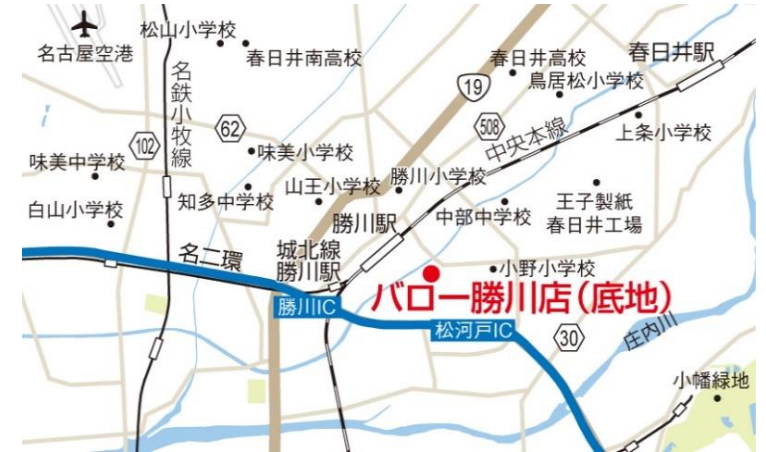 松山小学校
名古屋空港
春日井南高校
春日井高校
春日井駅
名鉄小牧線
19
鳥居松小学校
102
62
508
中央本線
上条小学校
味美中学校
味美小学校
知多中学校
山王小学校
勝川小学校
白山小学校
勝川駅
中部中学校
王子製紙
春日井工場
名二環
城北線
勝川駅
小野小学校
バロー勝川店（底地）
勝川IC
松河戸IC
30
庄内川
小幡緑地